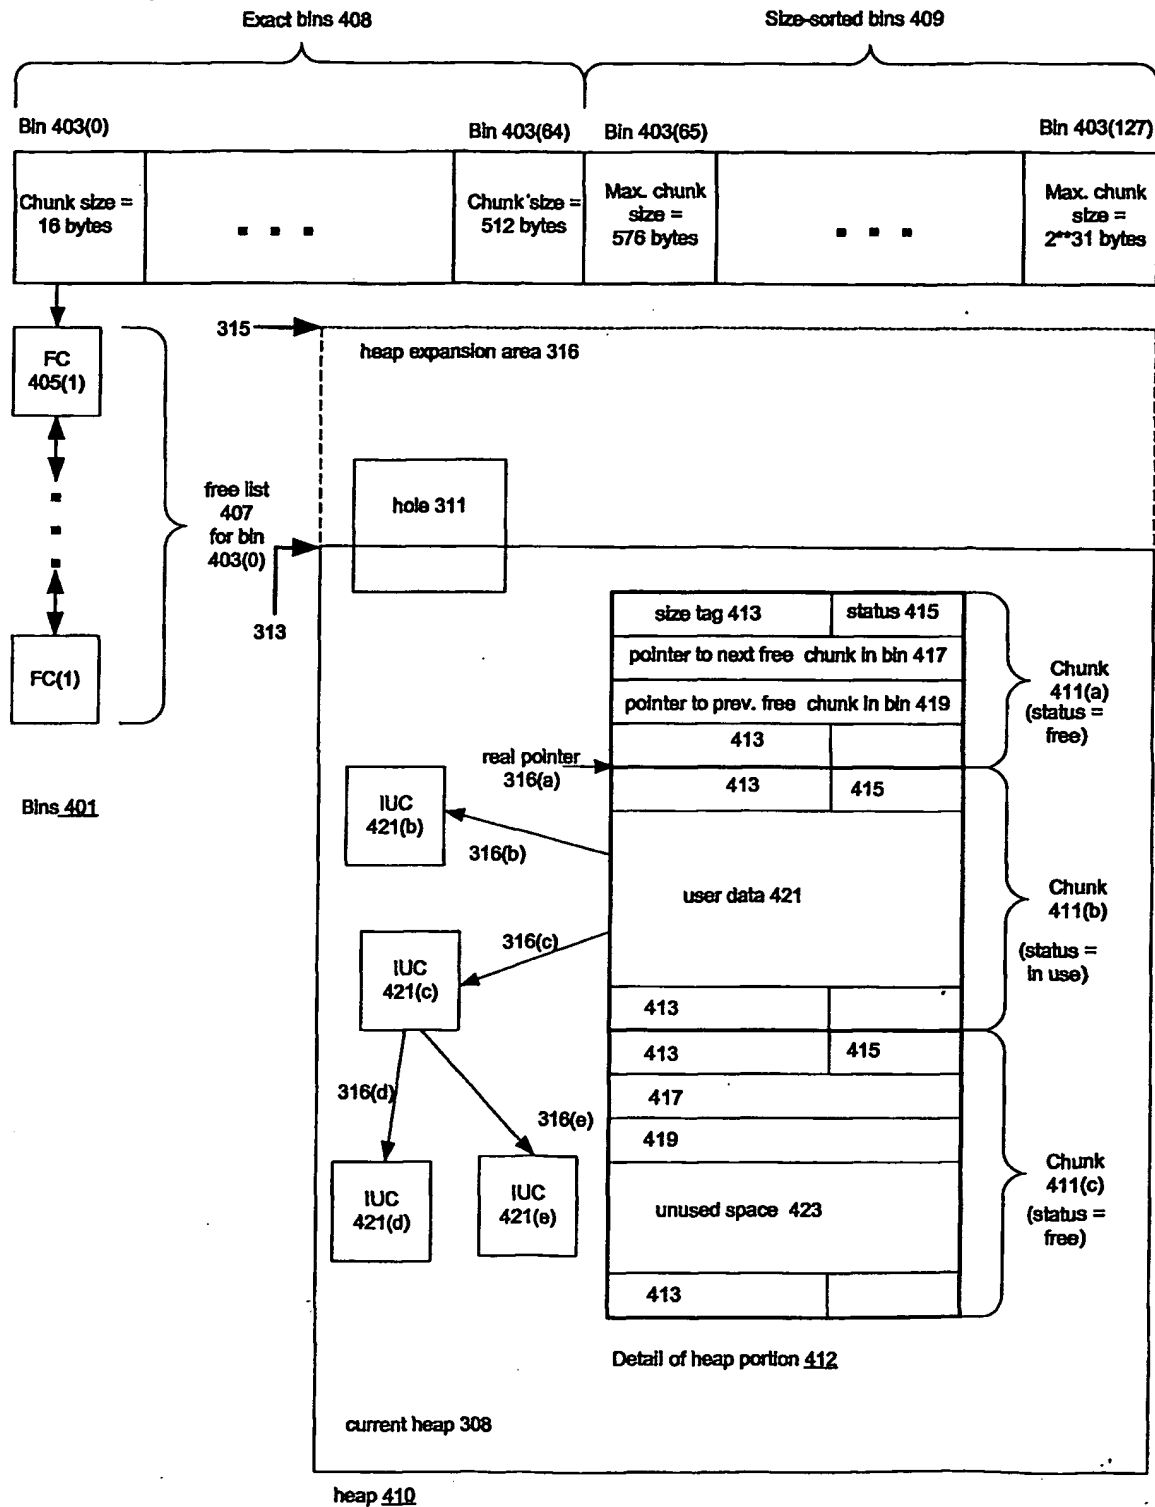 Exact bins 408
Size-sorted bins 409
Bin 403(0)
Bin 403(64)
Bin 403(65)
Bin 403(127)
Chunk size =
16 bytes
Chunk size =
512 bytes
Max. chunk
size =
576 bytes
Max. chunk
size =
2**31 bytes
FC
405(1)
315
heap expansion area 316
free list
407
for bin
403(0)
hole 311
313
FC(1)
Bins 401
size tag 413
status 415
pointer to next free chunk in bin 417
pointer to prev. free chunk in bin 419
413
Chunk
411(a)
(status =
free)
real pointer
316(a)
413
415
IUC
421(b)
316(b)
user data 421
Chunk
411(b)
(status =
in use)
316(c)
IUC
421(c)
413
413
415
316(d)
417
316(e)
419
IUC
421(d)
IUC
421(e)
unused space 423
Chunk
411(c)
(status =
free)
413
Detail of heap portion 412
current heap 308
heap 410